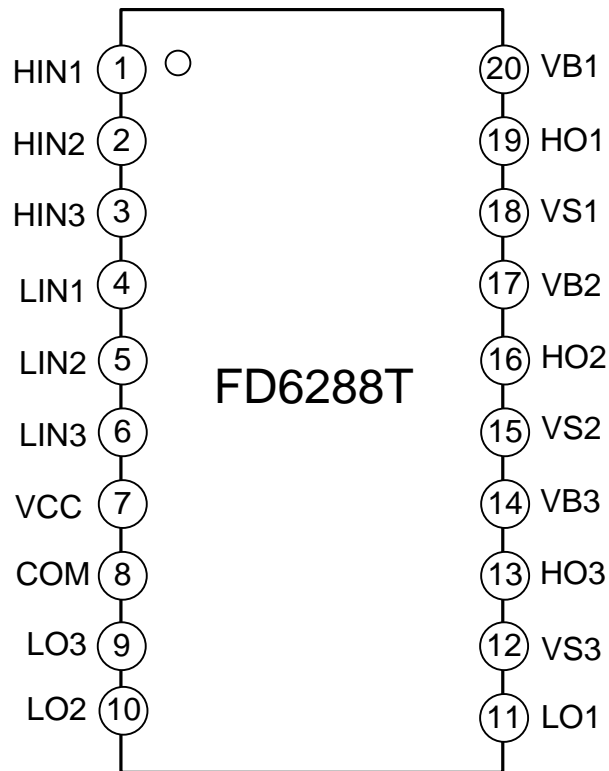 HIN1 1 20 VB1
HIN2 2 19 HO1
HIN3 3 18 VS1
LIN1 4 17 VB2
LIN2 5 16 HO2
FD6288T
LIN3 6 15 VS2
VCC 7 14 VB3
COM 8 13 HO3
LO3 9 12 VS3
LO2 10 11 LO1